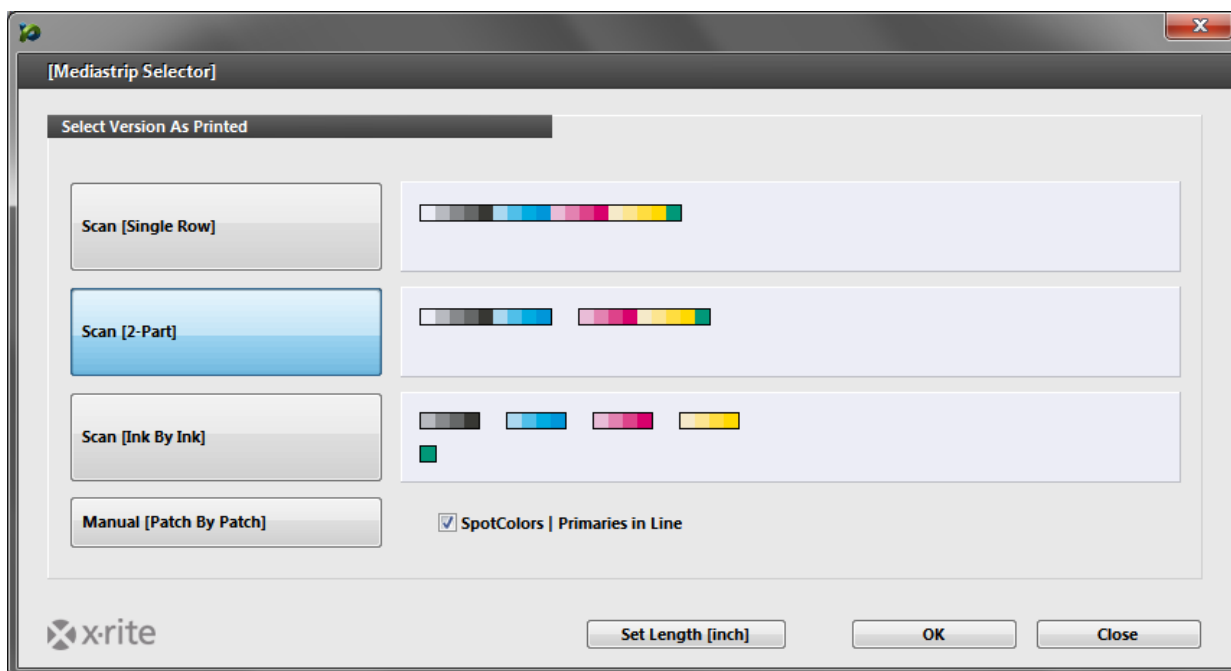 [Mediastrip Selector]
Select Version As Printed
Scan [Single Row]
Scan [2-Part]
Scan [Ink By Ink]
Manual [Patch By Patch]
SpotColors | Primaries in Line
x·rite
Set Length [inch]
OK
Close